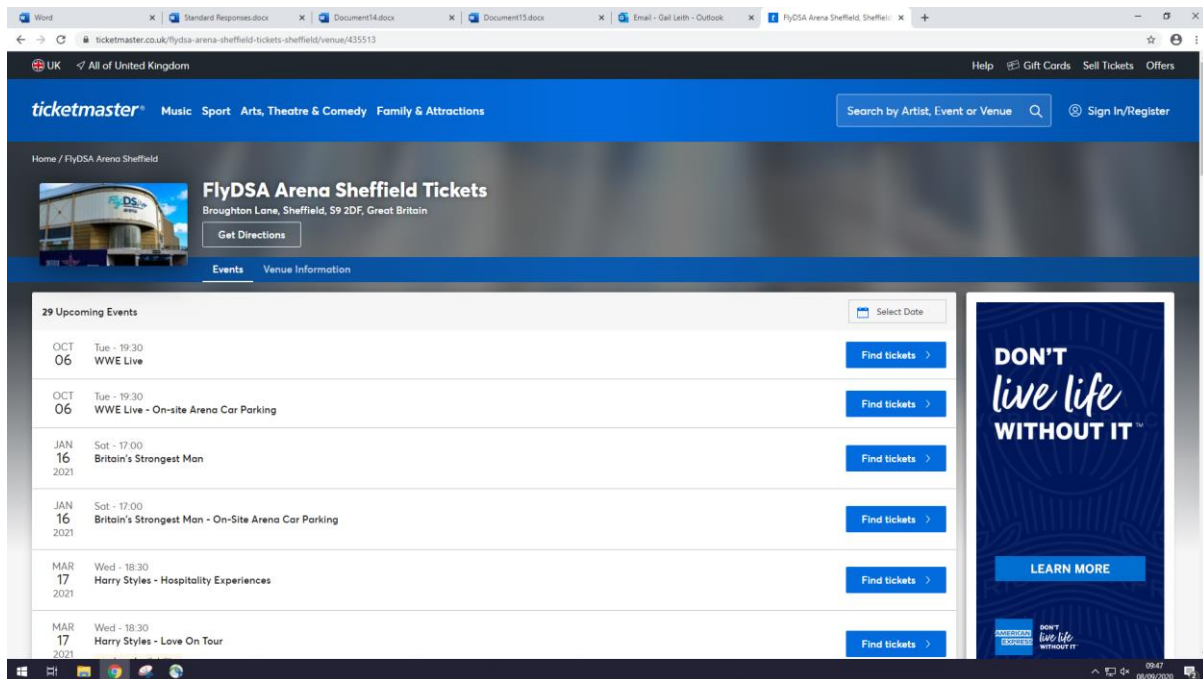 Word
Standard Responses.docx
Document14.docx
Document15.docx
Email - Gail Leith - Outlook
FlyDSA Arena Sheffield, Sheffiel
ticketmaster.co.uk/flydsa-arena-sheffield-tickets-sheffield/venue/435513
UK All of United Kingdom
Help Gift Cards Sell Tickets Offers
ticketmaster® Music Sport Arts, Theatre & Comedy Family & Attractions
Search by Artist, Event or Venue
Sign In/Register
Home / FlyDSA Arena Sheffield
FlyDSA Arena Sheffield Tickets
Broughton Lane, Sheffield, S9 2DF, Great Britain
Get Directions
Events Venue Information
29 Upcoming Events
Select Date
OCT
06
Tue - 19:30
WWE Live
Find tickets
OCT
06
Tue - 19:30
WWE Live - On-site Arena Car Parking
Find tickets
JAN
16
2021
Sat - 17:00
Britain's Strongest Man
Find tickets
JAN
16
2021
Sat - 17:00
Britain's Strongest Man - On-Site Arena Car Parking
Find tickets
MAR
17
2021
Wed - 18:30
Harry Styles - Hospitality Experiences
Find tickets
MAR
17
2021
Wed - 18:30
Harry Styles - Love On Tour
Find tickets
DON'T
live life
WITHOUT IT™
LEARN MORE
AMERICAN
EXPRESS
DON'T
live life
WITHOUT IT
09:47
08/09/2020